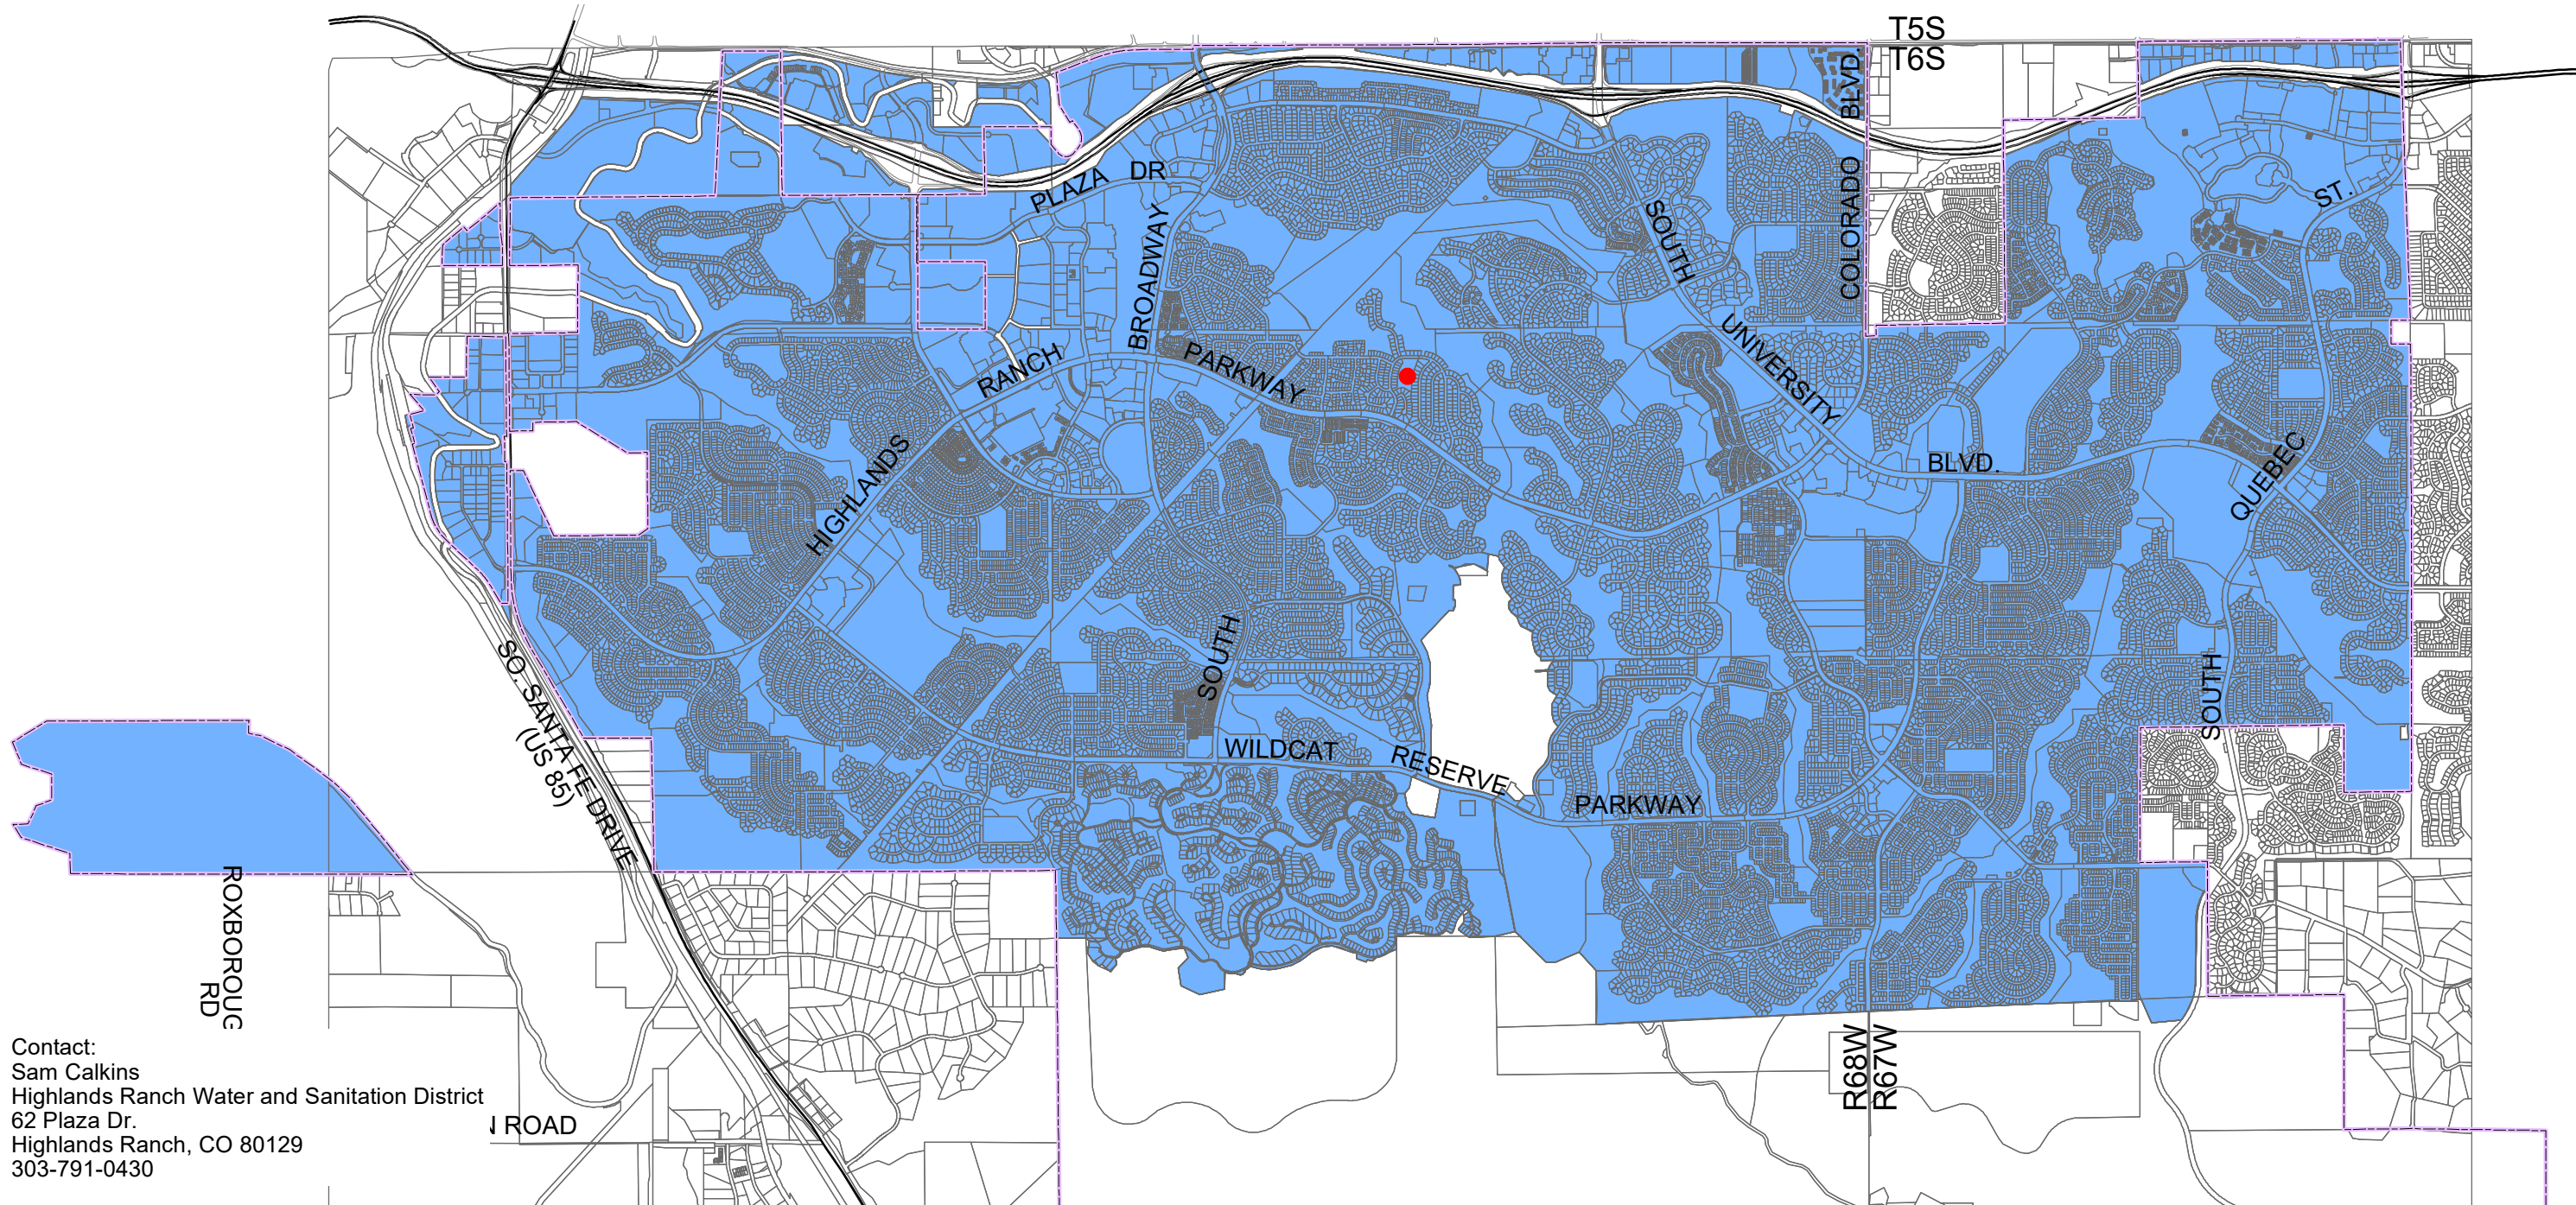 T5S
T6S
BLVD.
COLORADO
PLAZA DR
BROADWAY
SOUTH
UNIVERSITY
BLVD.
ST.
QUEBEC
SOUTH
HIGHLANDS
RANCH
PARKWAY
SOUTH
WILDCAT
RESERVE
PARKWAY
SO. SANTA FE DRIVE
(US 85)
ROXBOROUG
RD
R68W
R67W
N ROAD
Contact:
Sam Calkins
Highlands Ranch Water and Sanitation District
62 Plaza Dr.
Highlands Ranch, CO 80129
303-791-0430